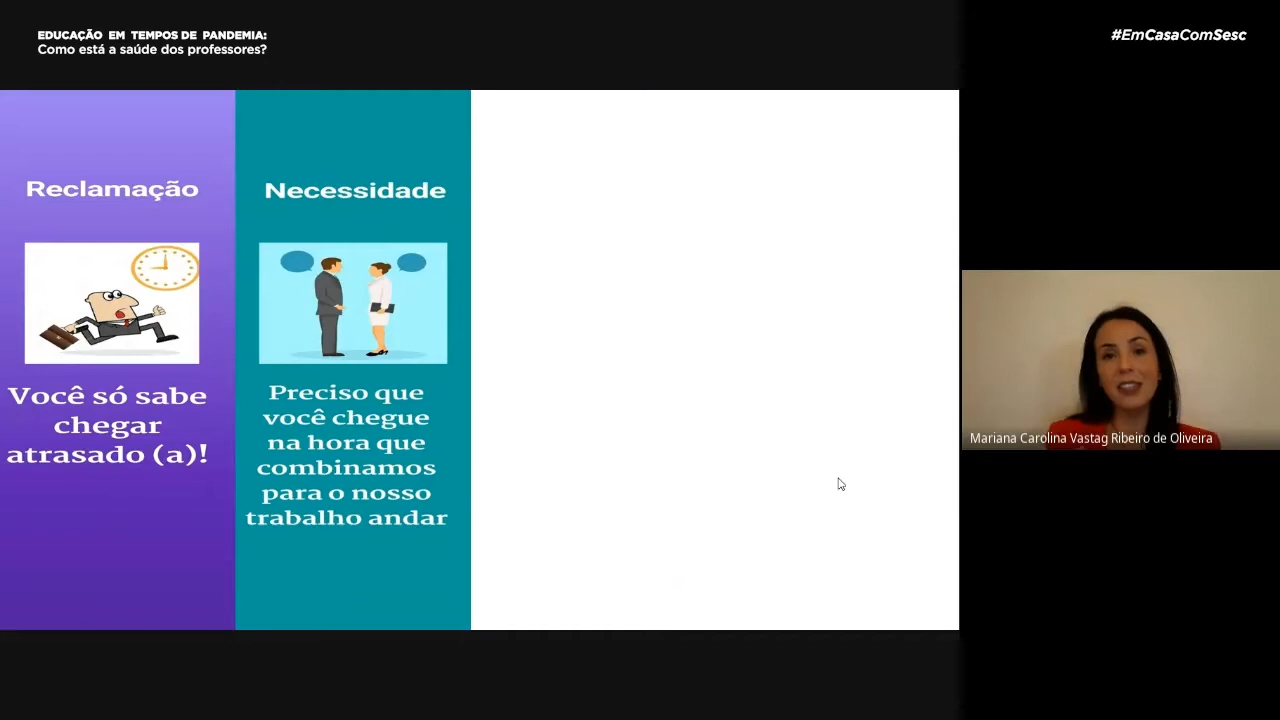 EDUCAÇÃO EM TEMPOS DE PANDEMIA:
Como está a saúde dos professores?
#EmCasaComSesc
Reclamação
Você só sabe
chegar
atrasado (a)!
Necessidade
Preciso que
você chegue
na hora que
combinamos
para o nosso
trabalho andar
Mariana Carolina Vastag Ribeiro de Oliveira